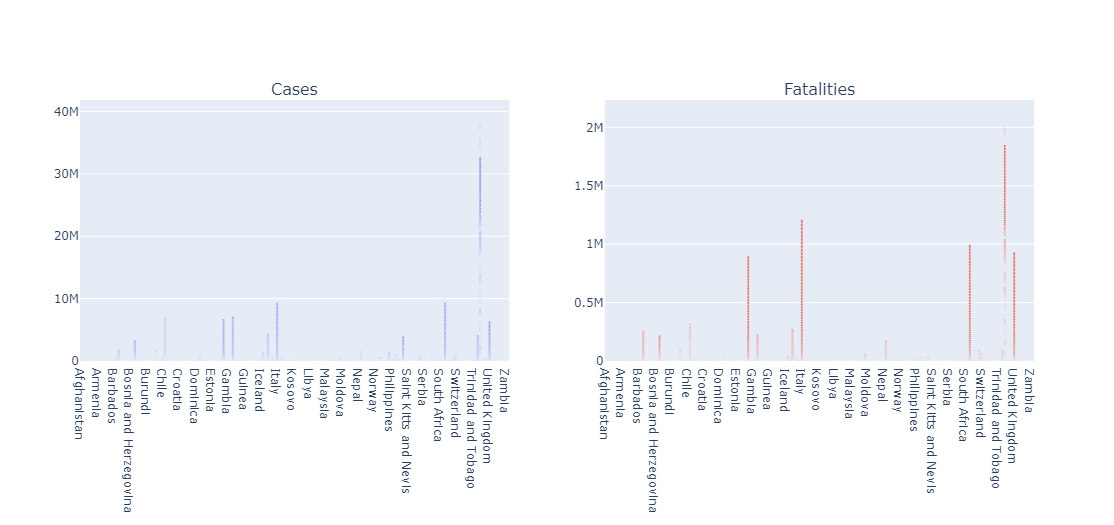 Cases
Fatalities
40M
30M
20M
10M
0
2M
1.5M
1M
0.5M
0
Afghanistan
Armenia
Barbados
Bosnia and Herzegovina
Burundi
Chile
Croatia
Dominica
Estonia
Gambia
Guinea
Iceland
Italy
Kosovo
Libya
Malaysia
Moldova
Nepal
Norway
Philippines
Saint Kitts and Nevis
Serbia
South Africa
Switzerland
Trinidad and Tobago
United Kingdom
Zambia
Afghanistan
Armenia
Barbados
Bosnia and Herzegovina
Burundi
Chile
Croatia
Dominica
Estonia
Gambia
Guinea
Iceland
Italy
Kosovo
Libya
Malaysia
Moldova
Nepal
Norway
Philippines
Saint Kitts and Nevis
Serbia
South Africa
Switzerland
Trinidad and Tobago
United Kingdom
Zambia